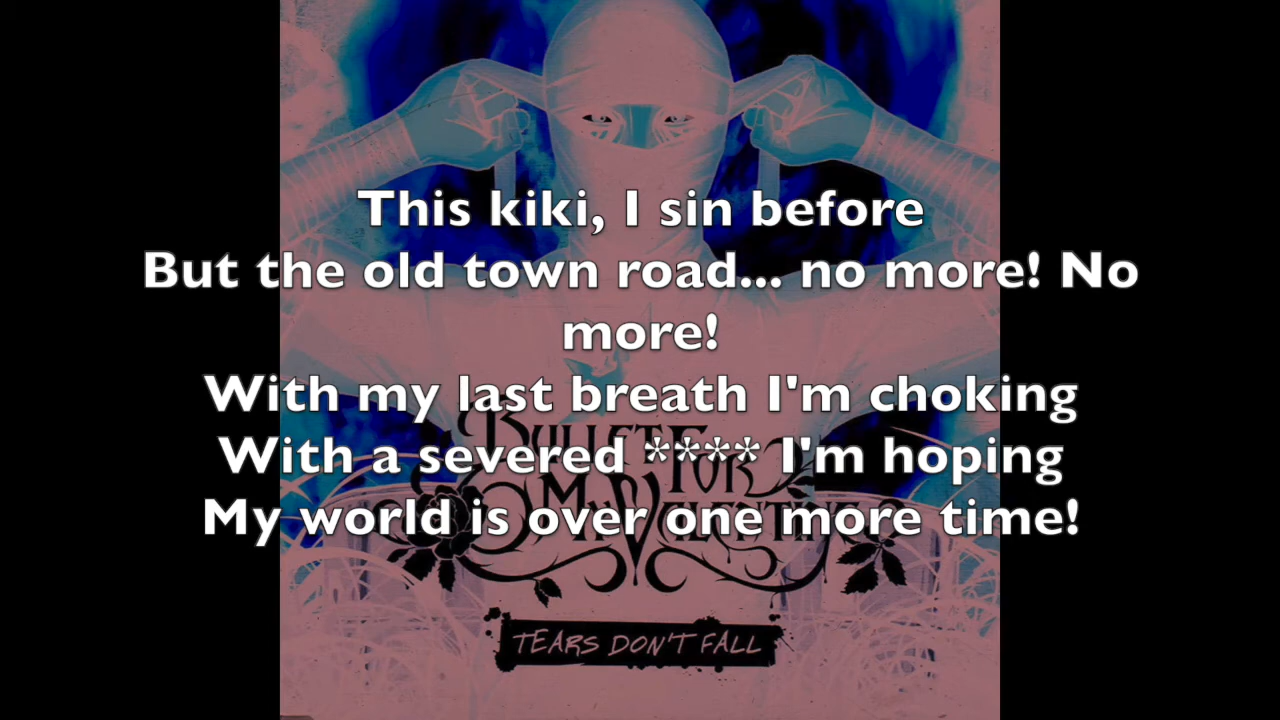 This kiki, I sin before
But the old town road... no more! No
more!
With my last breath I'm choking
With a severed **** I'm hoping
My world is over one more time!
Bullet For
My Valentine
TEARS DON'T FALL